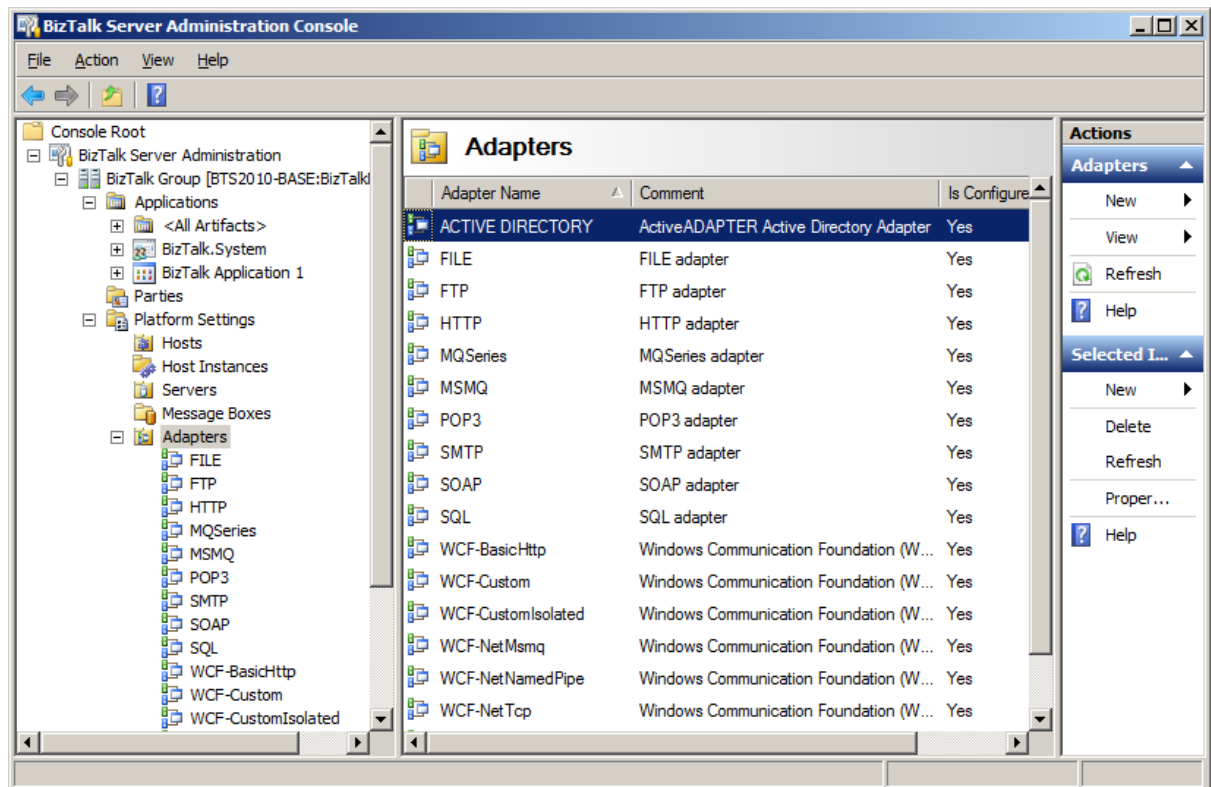 BizTalk Server Administration Console
File Action View Help
Console Root
BizTalk Server Administration
BizTalk Group [BTS2010-BASE:BizTalkl
Applications
<All Artifacts>
BizTalk.System
BizTalk Application 1
Parties
Platform Settings
Hosts
Host Instances
Servers
Message Boxes
Adapters
FILE
FTP
HTTP
MQSeries
MSMQ
POP3
SMTP
SOAP
SQL
WCF-BasicHttp
WCF-Custom
WCF-CustomIsolated
Adapters
Adapter Name Comment Is Configure
ACTIVE DIRECTORY ActiveADAPTER Active Directory Adapter Yes
FILE FILE adapter Yes
FTP FTP adapter Yes
HTTP HTTP adapter Yes
MQSeries MQSeries adapter Yes
MSMQ MSMQ adapter Yes
POP3 POP3 adapter Yes
SMTP SMTP adapter Yes
SOAP SOAP adapter Yes
SQL SQL adapter Yes
WCF-BasicHttp Windows Communication Foundation (W... Yes
WCF-Custom Windows Communication Foundation (W... Yes
WCF-CustomIsolated Windows Communication Foundation (W... Yes
WCF-NetMsmq Windows Communication Foundation (W... Yes
WCF-NetNamedPipe Windows Communication Foundation (W... Yes
WCF-NetTcp Windows Communication Foundation (W... Yes
Actions
Adapters
New
View
Refresh
Help
Selected I...
New
Delete
Refresh
Proper...
Help